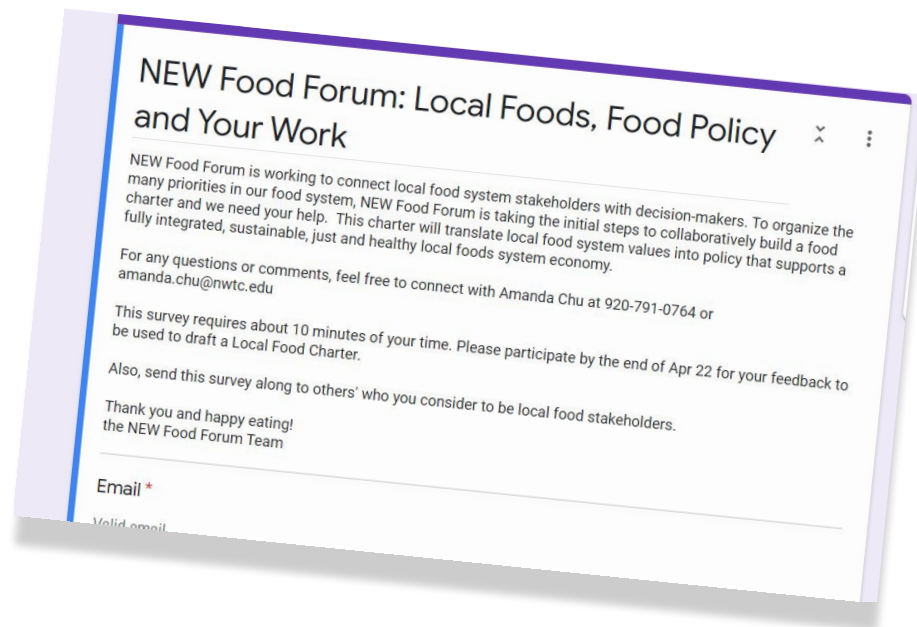 NEW Food Forum: Local Foods, Food Policy
and Your Work
NEW Food Forum is working to connect local food system stakeholders with decision-makers. To organize the
many priorities in our food system, NEW Food Forum is taking the initial steps to collaboratively build a food
charter and we need your help.  This charter will translate local food system values into policy that supports a
fully integrated, sustainable, just and healthy local foods system economy.
For any questions or comments, feel free to connect with Amanda Chu at 920-791-0764 or
amanda.chu@nwtc.edu
This survey requires about 10 minutes of your time. Please participate by the end of Apr 22 for your feedback to
be used to draft a Local Food Charter.
Also, send this survey along to others' who you consider to be local food stakeholders.
Thank you and happy eating!
the NEW Food Forum Team
Email *
Valid email